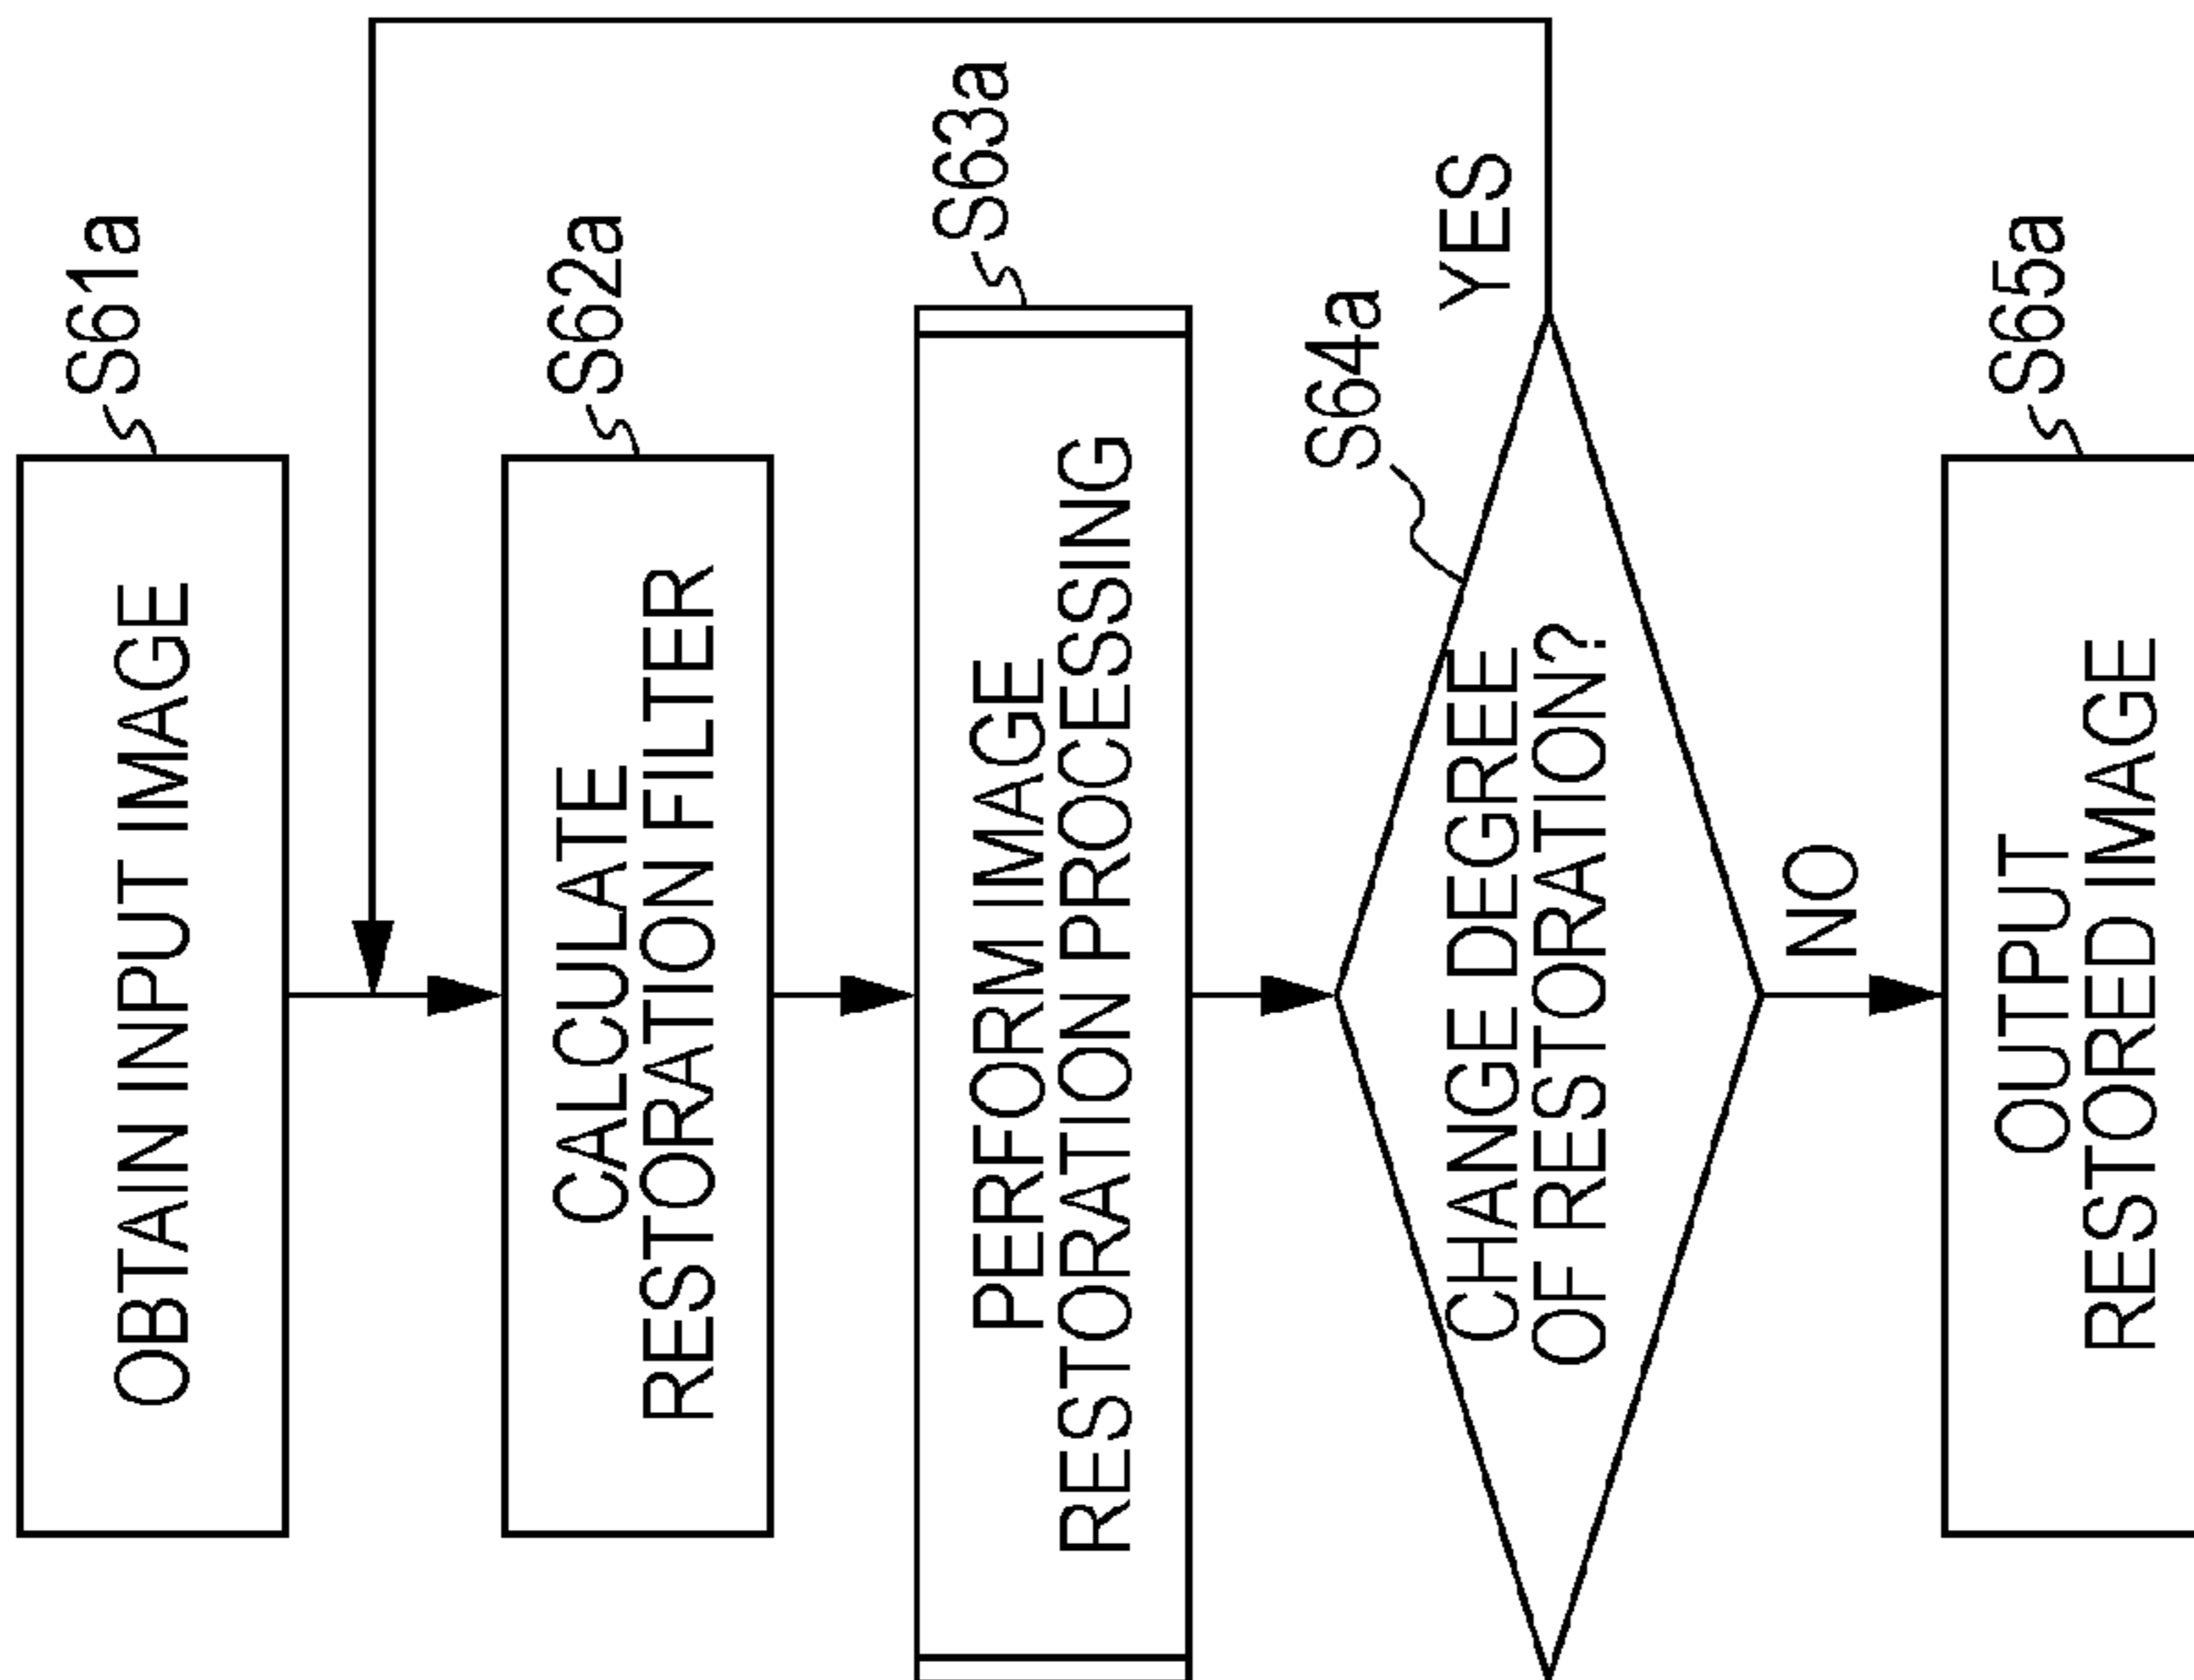 S61a
OBTAIN INPUT IMAGE
S62a
CALCULATE
RESTORATION FILTER
S63a
PERFORM IMAGE
RESTORATION PROCESSING
S64a
CHANGE DEGREE
OF RESTORATION?
YES
NO
S65a
OUTPUT
RESTORED IMAGE